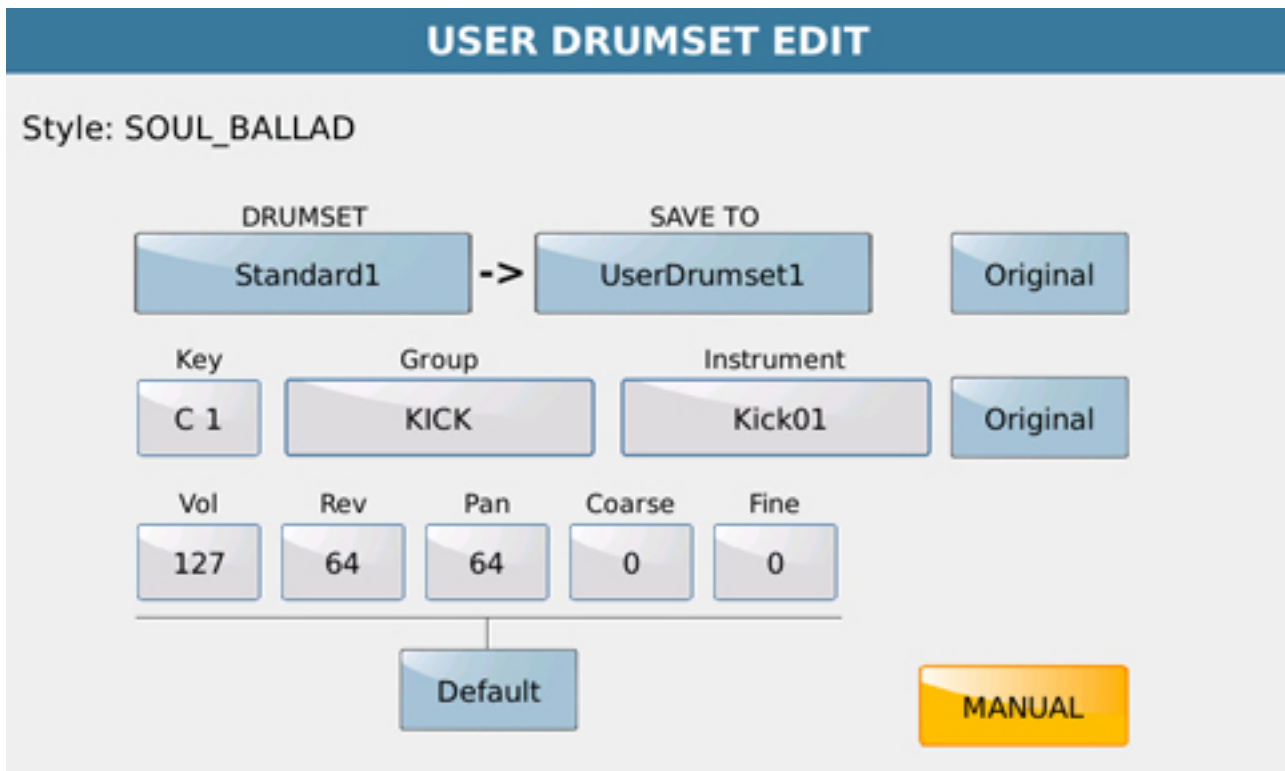 USER DRUMSET EDIT
Style: SOUL_BALLAD
DRUMSET SAVE TO
Standard1 -> UserDrumset1 Original
Key Group Instrument
C 1 KICK Kick01 Original
Vol Rev Pan Coarse Fine
127 64 64 0 0
Default
MANUAL